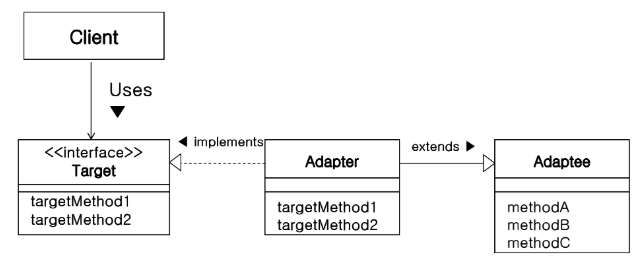 Client
Uses
▼
<<interface>>
Target
targetMethod1
targetMethod2
◀ implements
Adapter
targetMethod1
targetMethod2
extends ▶
Adaptee
methodA
methodB
methodC